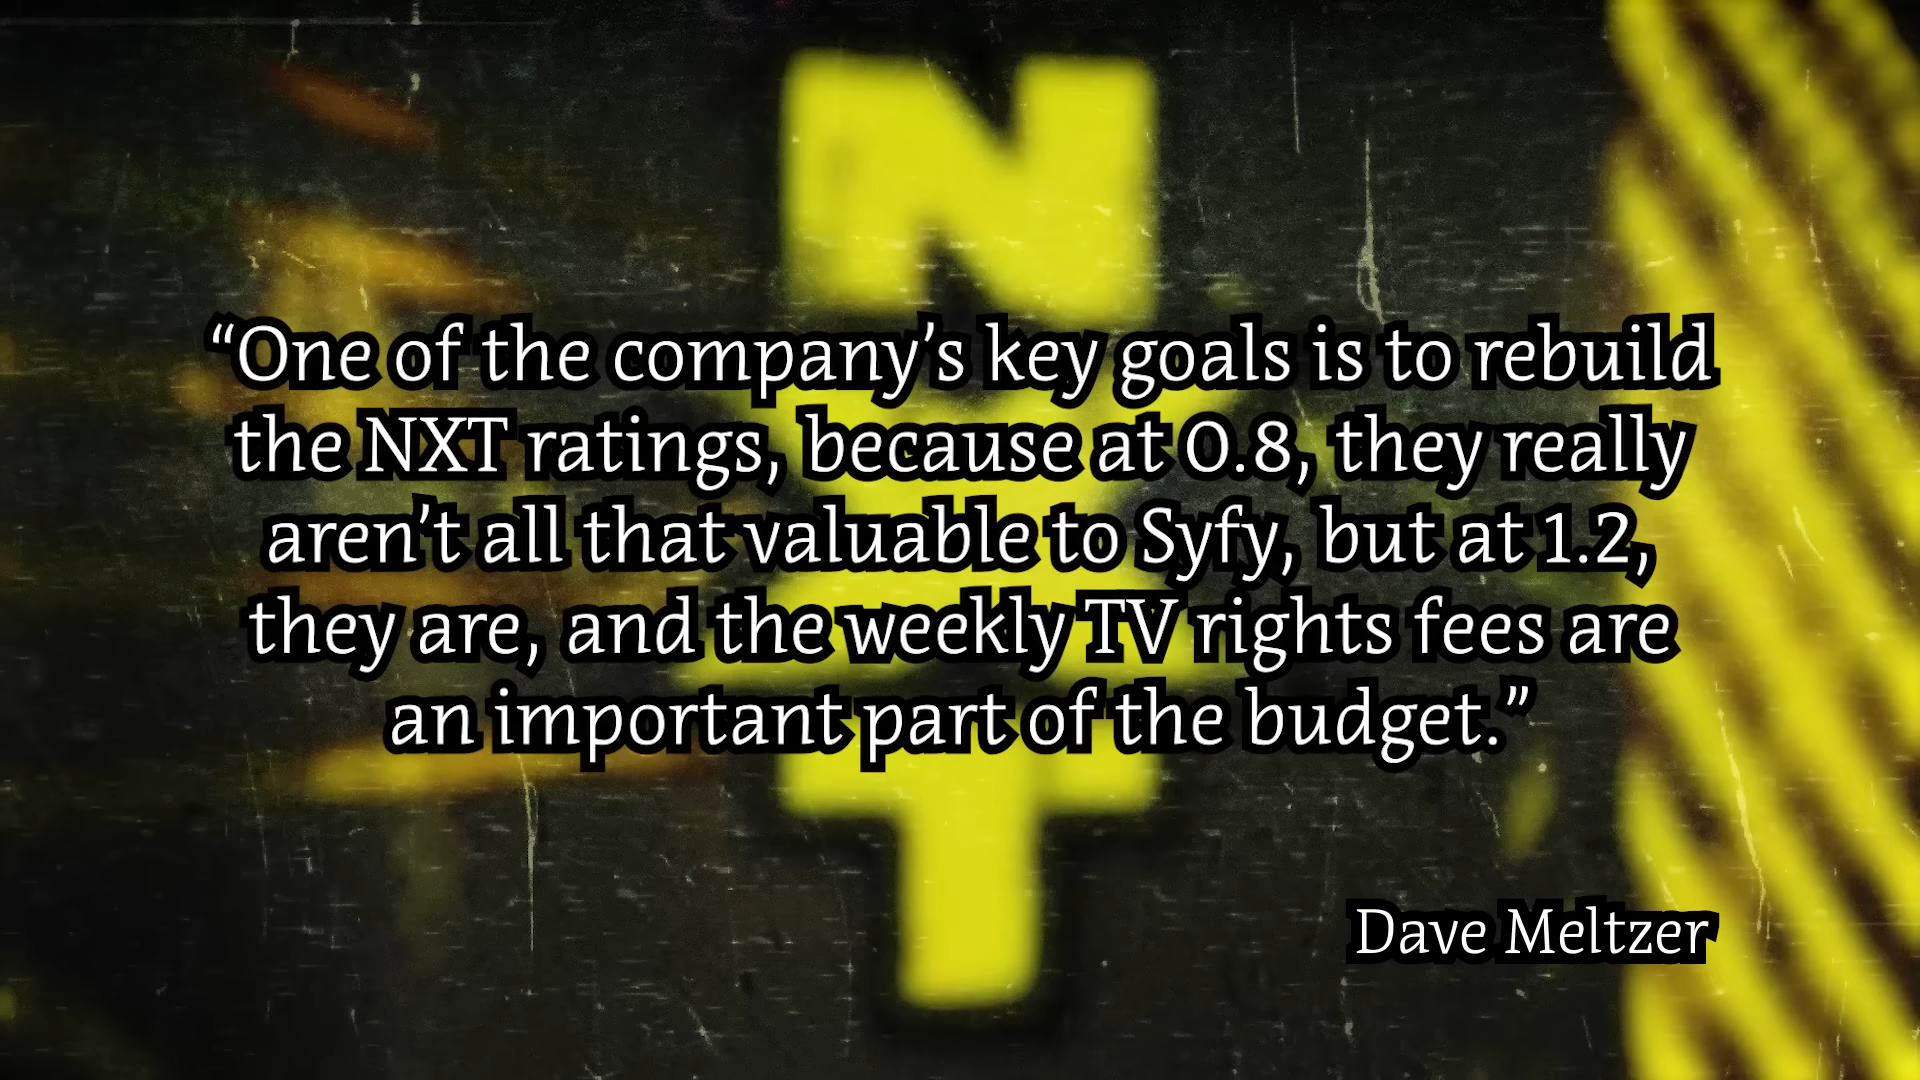 NXT
“One of the company’s key goals is to rebuild
the NXT ratings, because at 0.8, they really
aren’t all that valuable to Syfy, but at 1.2,
they are, and the weekly TV rights fees are
an important part of the budget.”
Dave Meltzer